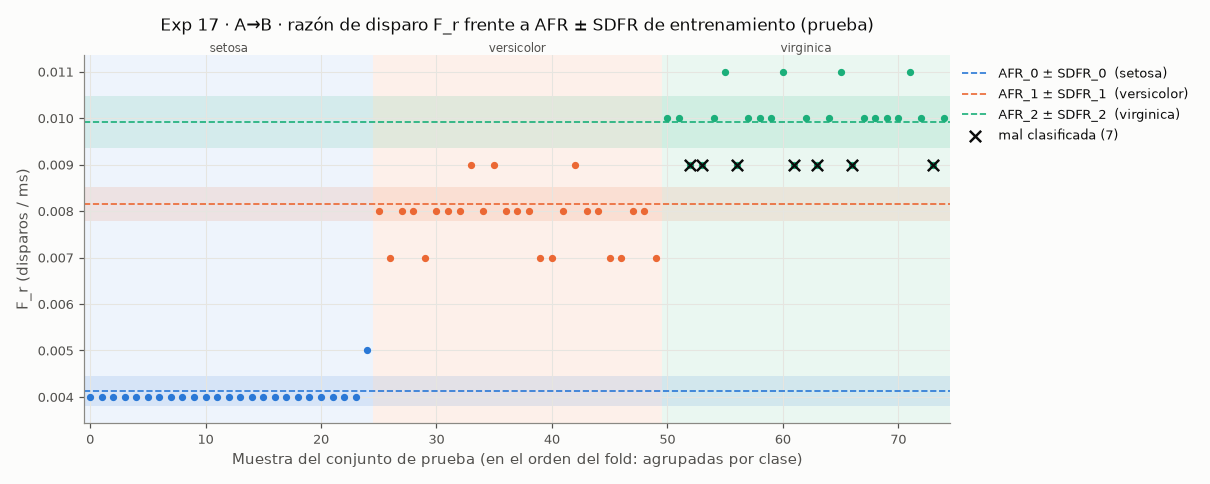 Exp 17 · A→B · razón de disparo F_r frente a AFR ± SDFR de entrenamiento (prueba)
setosa
versicolor
virginica
F_r (disparos / ms)
0.011
0.010
0.009
0.008
0.007
0.006
0.005
0.004
0
10
20
30
40
50
60
70
Muestra del conjunto de prueba (en el orden del fold: agrupadas por clase)
AFR_0 ± SDFR_0 (setosa)
AFR_1 ± SDFR_1 (versicolor)
AFR_2 ± SDFR_2 (virginica)
mal clasificada (7)